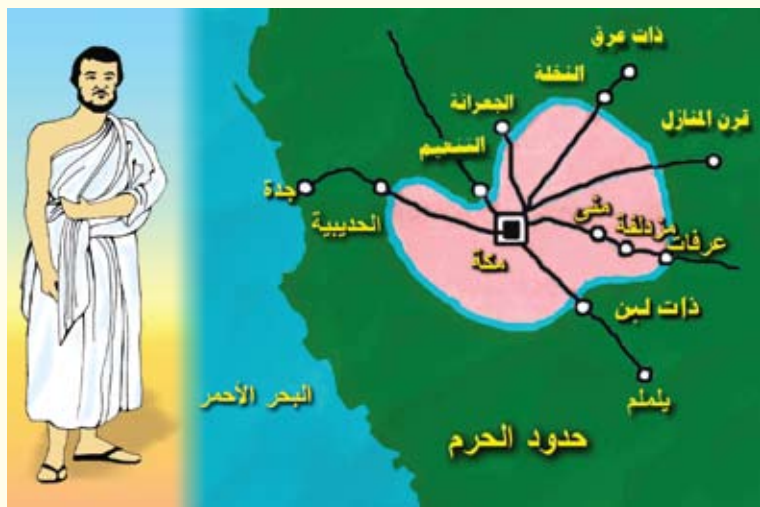 ذات عرق
النخلة
الجعرانة
قرن المنازل
التنعيم
جدة
الحديبية
منى
مزدلفة
عرفات
مكة
ذات لبن
يلملم
البحر الأحمر
حدود الحرم